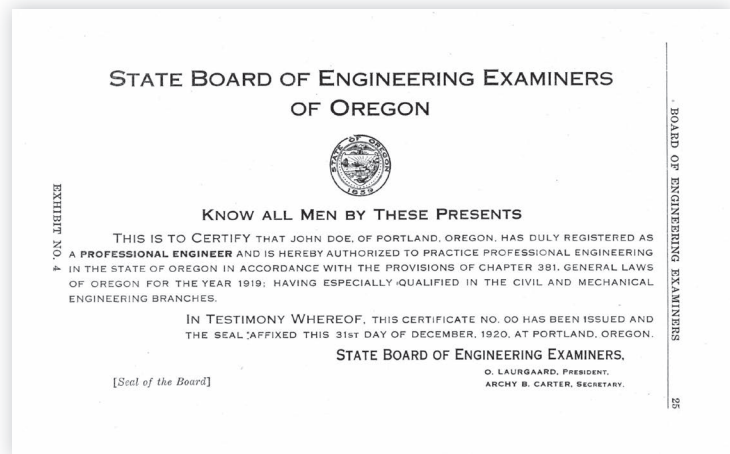 STATE BOARD OF ENGINEERING EXAMINERS
OF OREGON
STATE OF OREGON
1859
KNOW ALL MEN BY THESE PRESENTS
THIS IS TO CERTIFY THAT JOHN DOE, OF PORTLAND, OREGON, HAS DULY REGISTERED AS
A PROFESSIONAL ENGINEER AND IS HEREBY AUTHORIZED TO PRACTICE PROFESSIONAL ENGINEERING
IN THE STATE OF OREGON IN ACCORDANCE WITH THE PROVISIONS OF CHAPTER 381, GENERAL LAWS
OF OREGON FOR THE YEAR 1919; HAVING ESPECIALLY QUALIFIED IN THE CIVIL AND MECHANICAL
ENGINEERING BRANCHES.
IN TESTIMONY WHEREOF, THIS CERTIFICATE NO. 00 HAS BEEN ISSUED AND
THE SEAL AFFIXED THIS 31ST DAY OF DECEMBER, 1920, AT PORTLAND, OREGON.
STATE BOARD OF ENGINEERING EXAMINERS,
O. LAURGAARD, PRESIDENT.
ARCHY B. CARTER, SECRETARY.
[Seal of the Board]
EXHIBIT NO. 4
BOARD OF ENGINEERING EXAMINERS
25